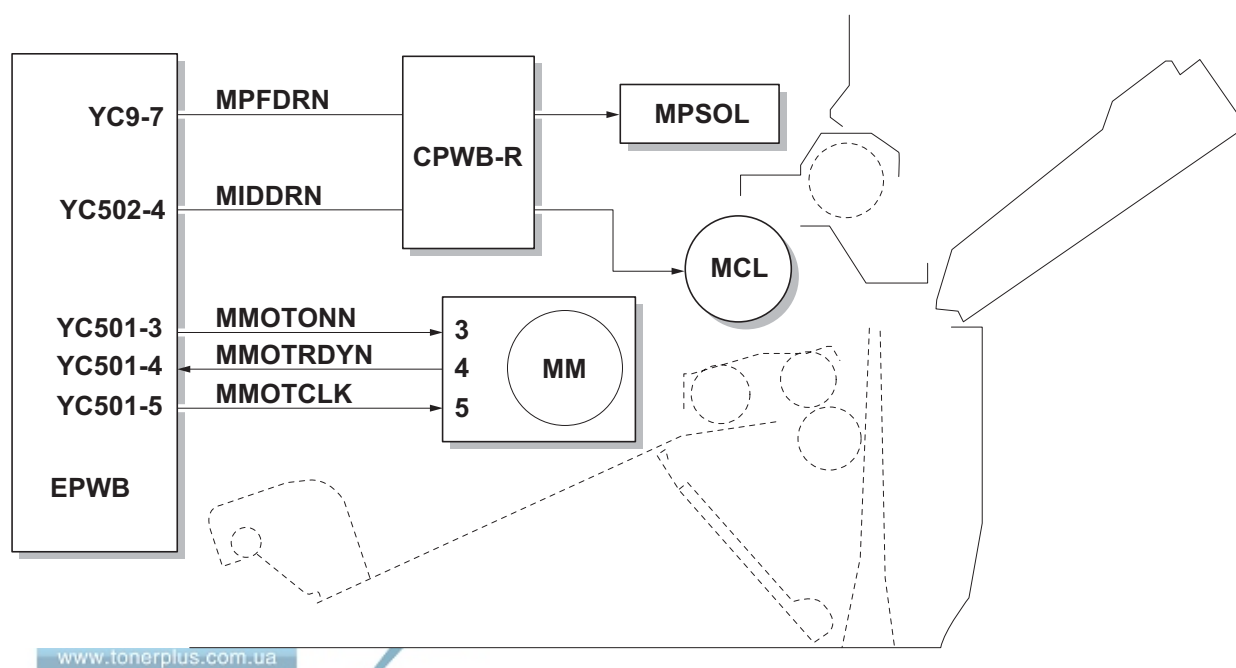 YC9-7 MPFDRN
MPSOL
CPWB-R
YC502-4 MIDDRN
MCL
YC501-3 MMOTONN 3
YC501-4 MMOTRDYN 4
MM
YC501-5 MMOTCLK 5
EPWB
www.tonerplus.com.ua